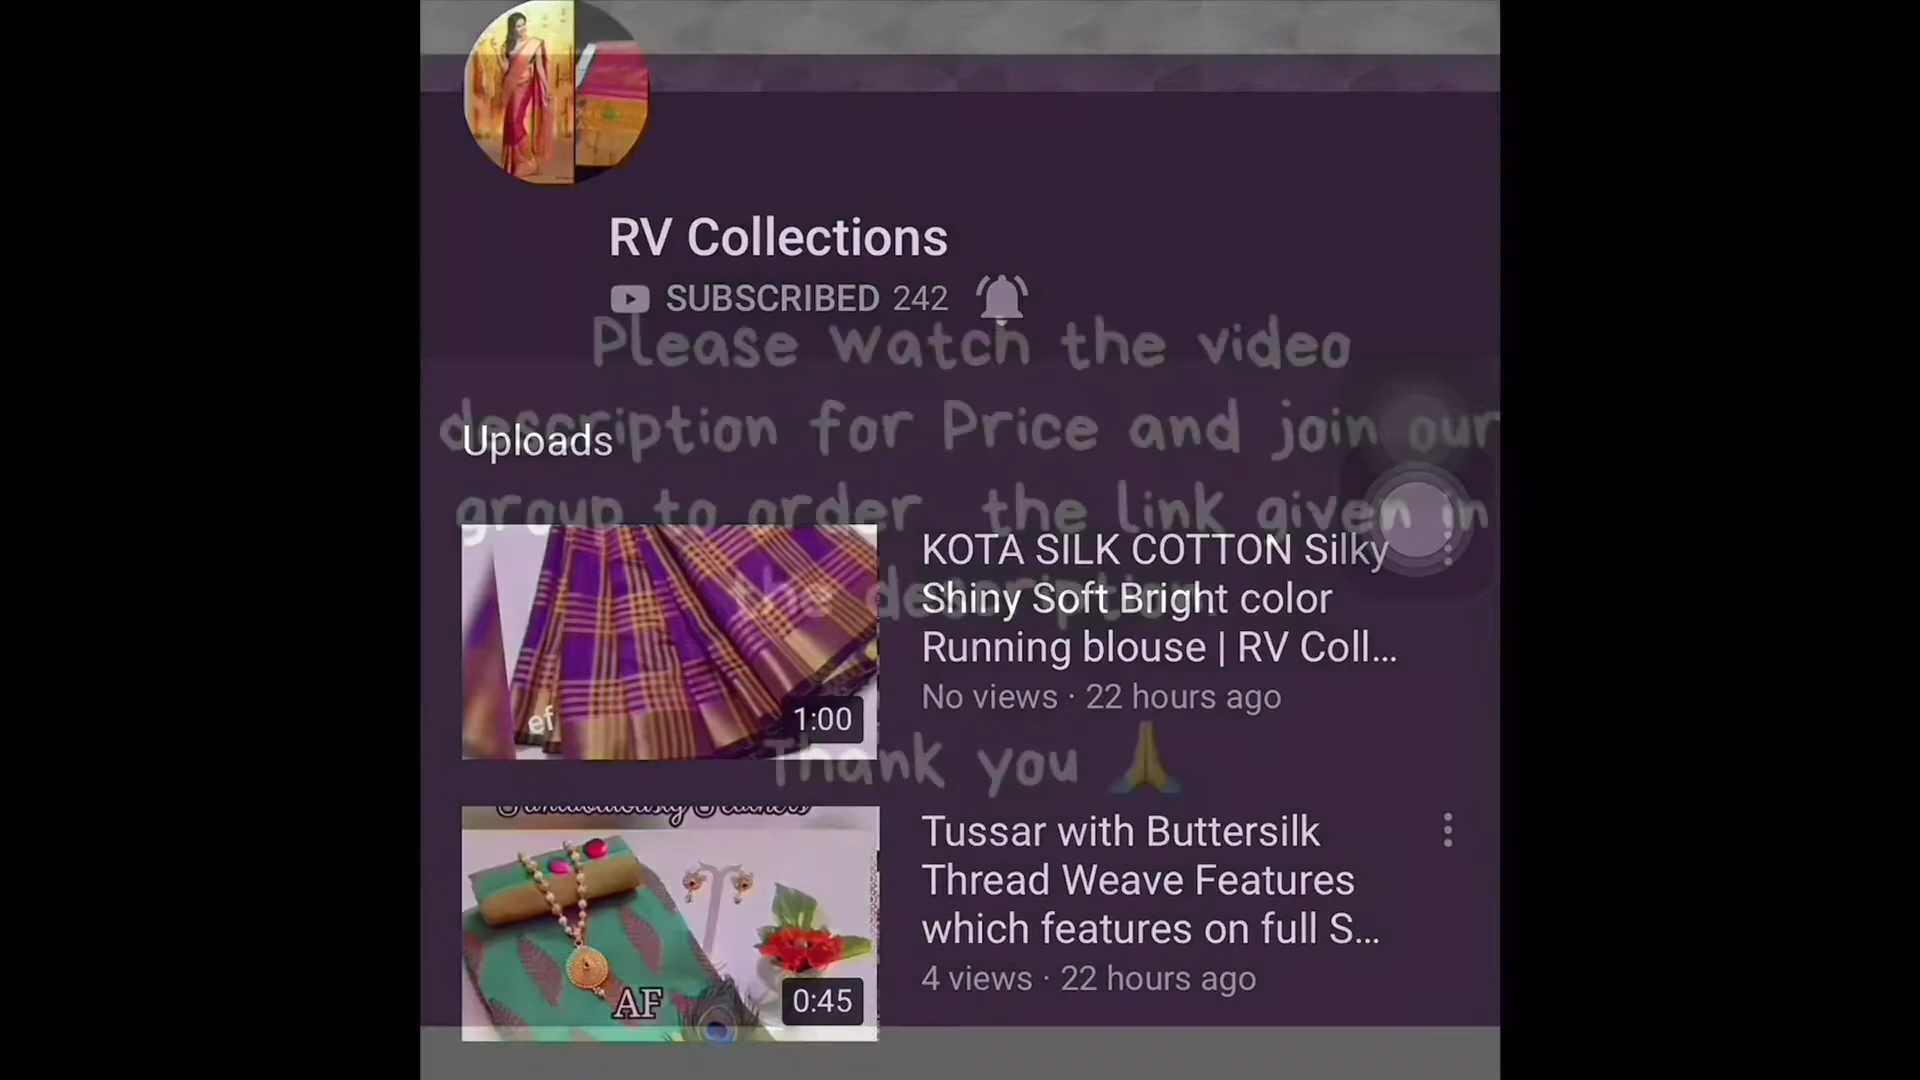 RV Collections
SUBSCRIBED 242
Please watch the video
description for Price and join our
Uploads
group to order the link given in
the description
KOTA SILK COTTON Silky
Shiny Soft Bright color
Running blouse | RV Coll...
No views · 22 hours ago
ef
1:00
Thank you 🙏
Tussar with Buttersilk
Thread Weave Features
which features on full S...
4 views · 22 hours ago
AF
0:45